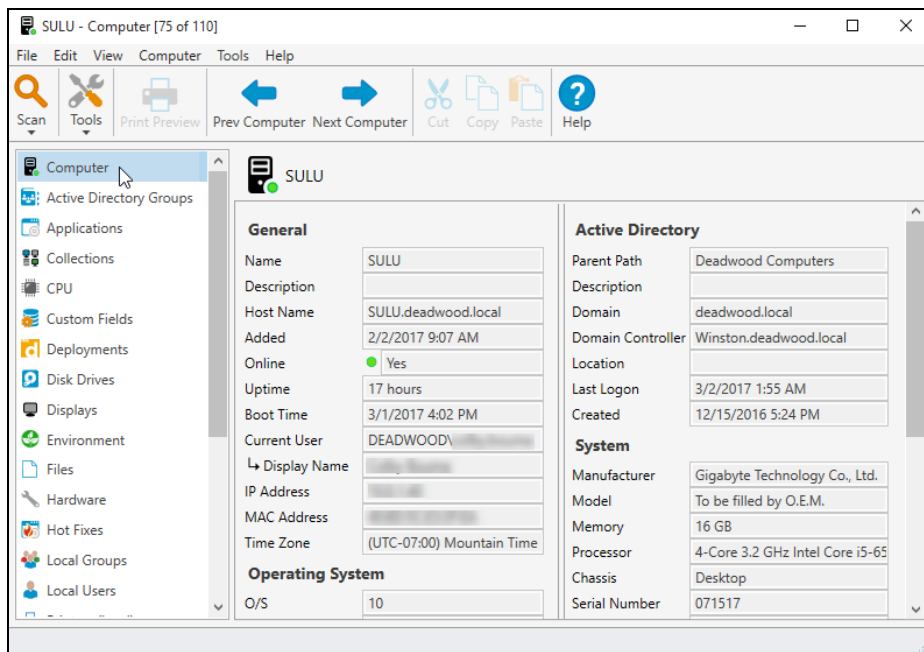 SULU - Computer [75 of 110]
File Edit View Computer Tools Help
Scan Tools Print Preview Prev Computer Next Computer Cut Copy Paste Help
Computer
Active Directory Groups
Applications
Collections
CPU
Custom Fields
Deployments
Disk Drives
Displays
Environment
Files
Hardware
Hot Fixes
Local Groups
Local Users
SULU
General
Name SULU
Description
Host Name SULU.deadwood.local
Added 2/2/2017 9:07 AM
Online Yes
Uptime 17 hours
Boot Time 3/1/2017 4:02 PM
Current User DEADWOOD\
↳ Display Name
IP Address
MAC Address
Time Zone (UTC-07:00) Mountain Time
Operating System
O/S 10
Active Directory
Parent Path Deadwood Computers
Description
Domain deadwood.local
Domain Controller Winston.deadwood.local
Location
Last Logon 3/2/2017 1:55 AM
Created 12/15/2016 5:24 PM
System
Manufacturer Gigabyte Technology Co., Ltd.
Model To be filled by O.E.M.
Memory 16 GB
Processor 4-Core 3.2 GHz Intel Core i5-65
Chassis Desktop
Serial Number 071517